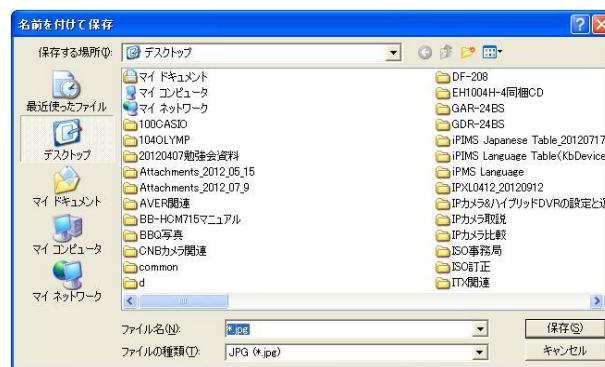 名前を付けて保存
保存する場所(I):
デスクトップ
最近使ったファイル
デスクトップ
マイ ドキュメント
マイ コンピュータ
マイ ネットワーク
マイ ドキュメント
マイ コンピュータ
マイ ネットワーク
100CASIO
104OLYMP
20120407勉強会資料
Attachments_2012_05_15
Attachments_2012_07_9
AVER関連
BB-HCM715マニュアル
BBQ写真
CNBカメラ関連
common
d
DF-208
EH1004H-4同梱CD
GAR-24BS
GDR-24BS
iPIMS Japanese Table_20120717
iPIMS Language Table(KbDevice
iPMS Language
IPXL0412_20120912
IPカメラ&ハイブリッドDVRの設定と
IPカメラ取説
IPカメラ比較
ISO事務局
ISO訂正
ITX関連
ファイル名(N):
*.jpg
保存(S)
ファイルの種類(T):
JPG (*.jpg)
キャンセル